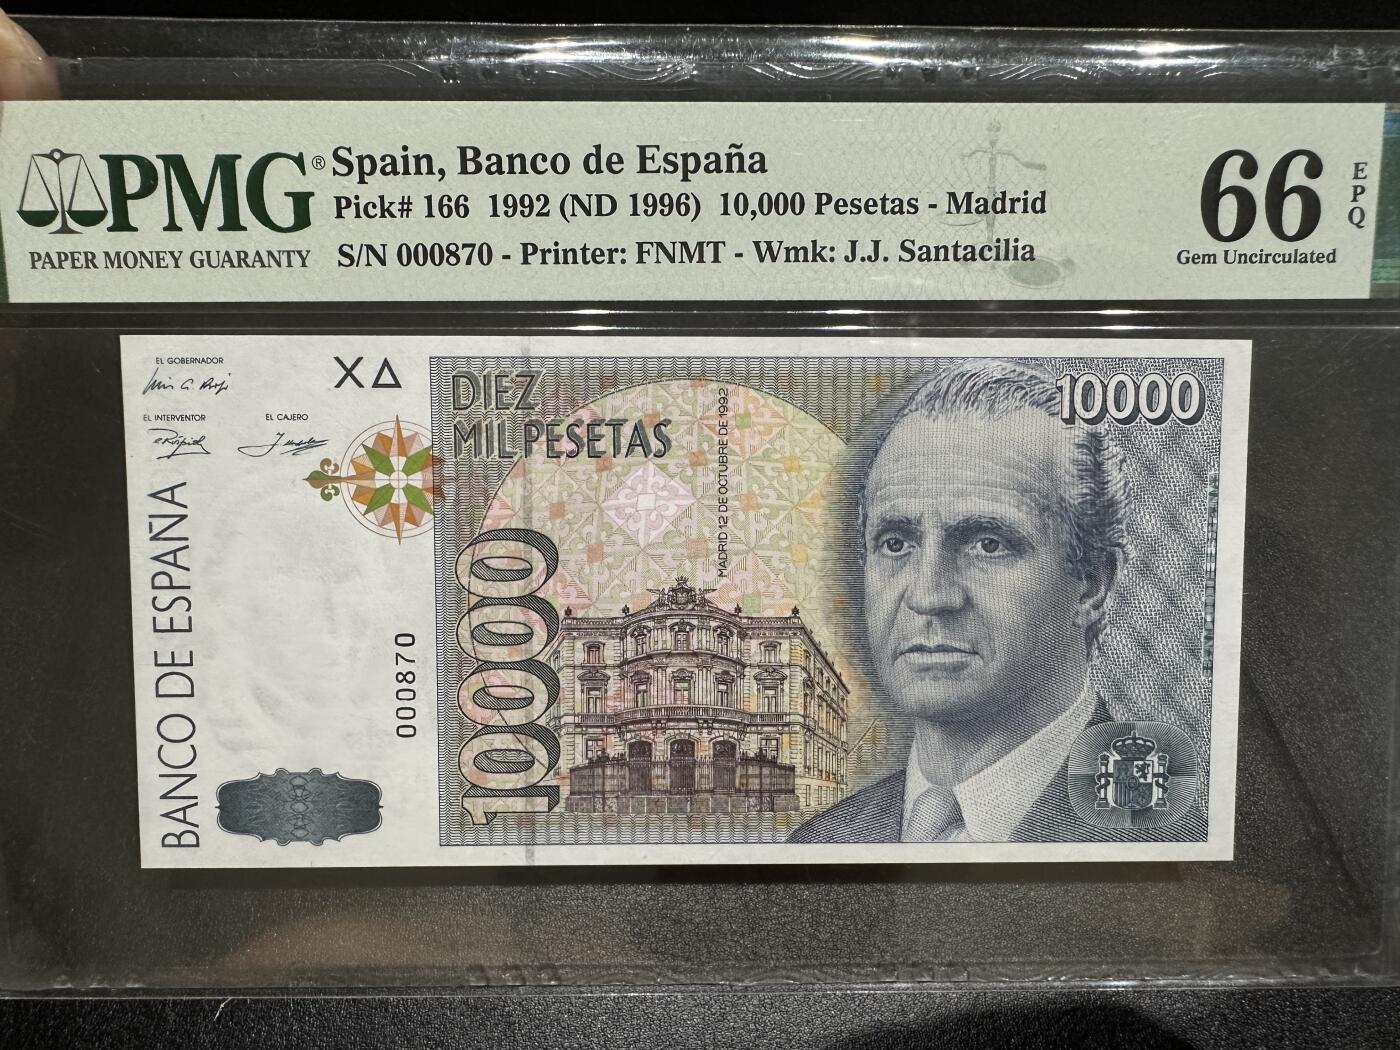 PMG®
PAPER MONEY GUARANTY
Spain, Banco de España
Pick# 166 1992 (ND 1996) 10,000 Pesetas - Madrid
S/N 000870 - Printer: FNMT - Wmk: J.J. Santacilia
66
EPQ
Gem Uncirculated
EL GOBERNADOR
EL INTERVENTOR
EL CAJERO
X△
DIEZ
MIL PESETAS
10000
MADRID 12 DE OCTUBRE DE 1992
BANCO DE ESPAÑA
000870
10000